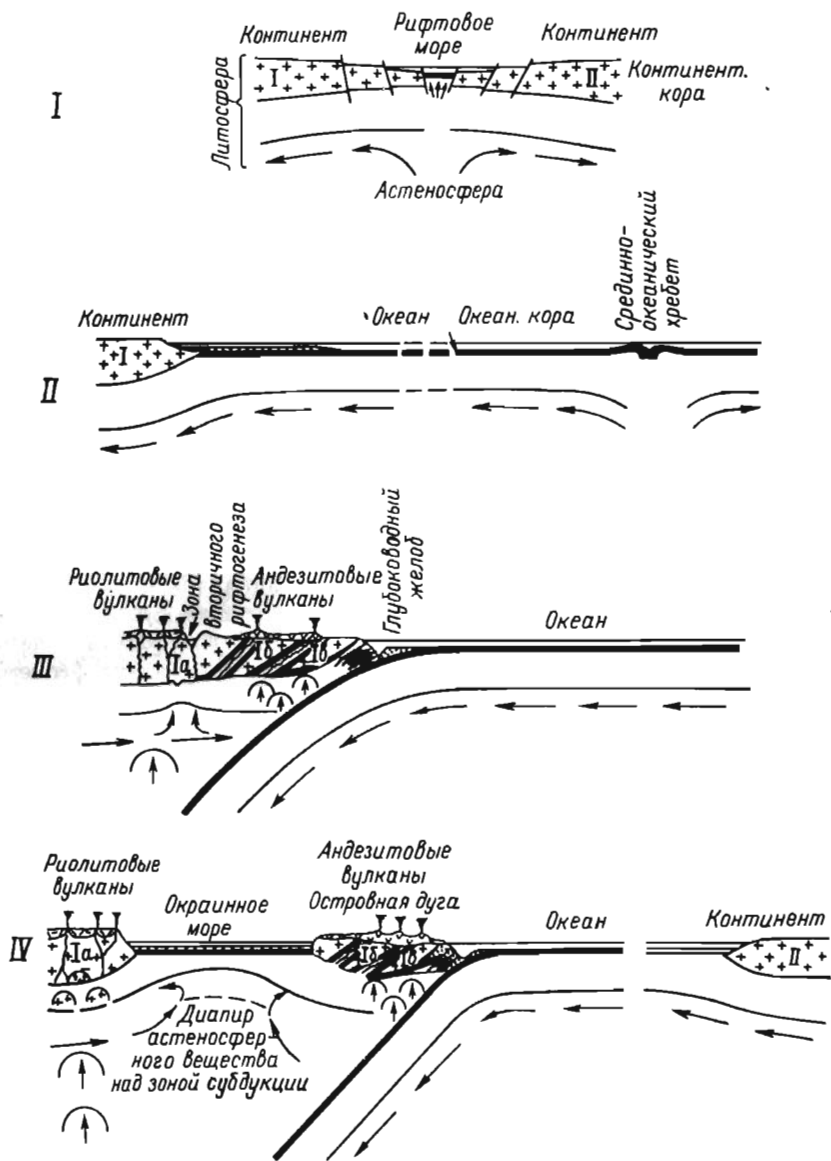 Континент
Рифтовое
море
Континент
I
Литосфера
I
II
Континент.
кора
Астеносфера
Срединно-
океанический
хребет
Континент
Океан
Океан. кора
I
II
Риолитовые
вулканы
Зона
вторичного
рифтогенеза
Андезитовые
вулканы
Глубоководный
желоб
Океан
III
Iа
Iб
Iв
Риолитовые
вулканы
Окраинное
море
Андезитовые
вулканы
Островная дуга
Океан
Континент
IV
Iа
Iб
Iв
II
Диапир
астеносфер-
ного вещества
над зоной субдукции